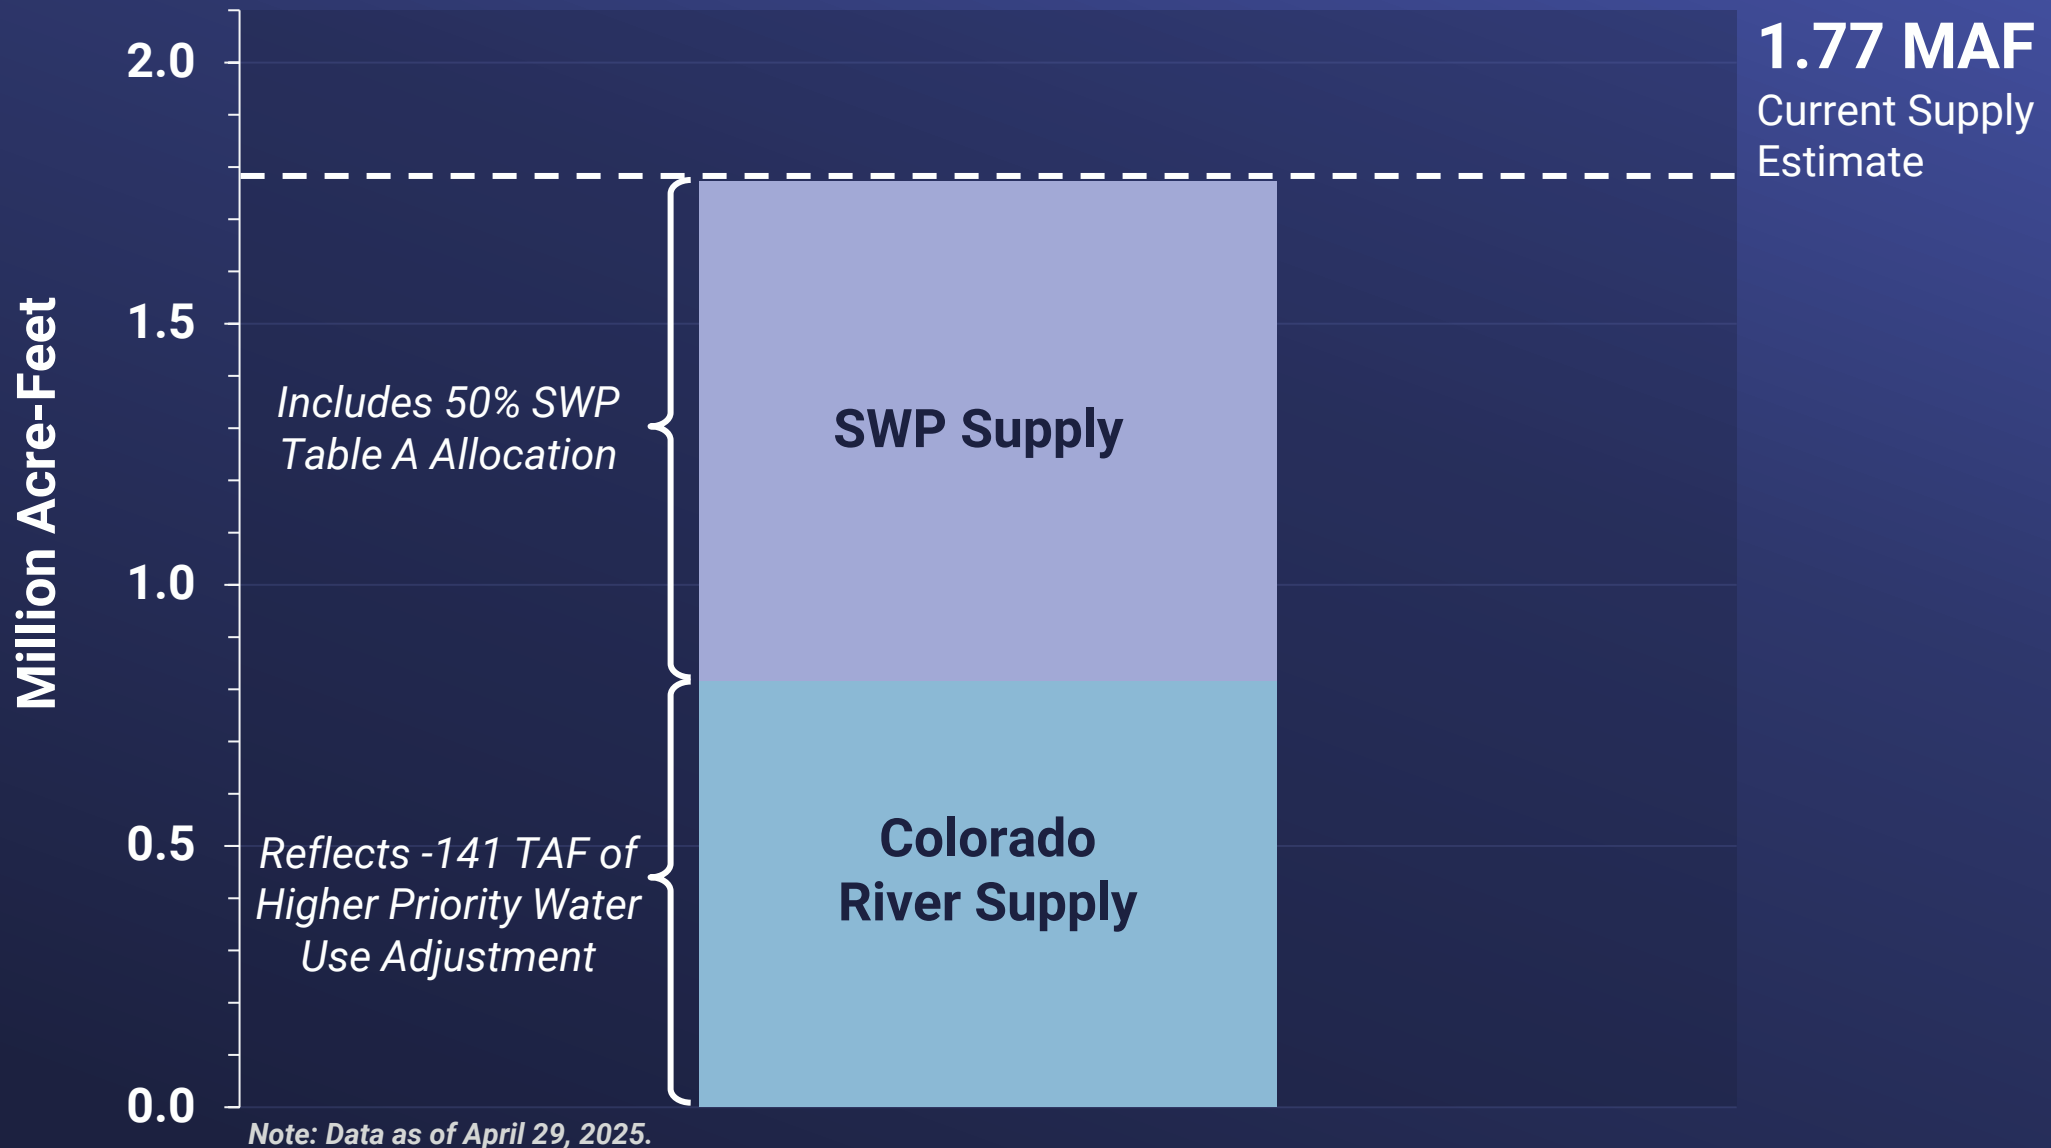 1.77 MAF
Current Supply
Estimate
Million Acre-Feet
2.0
1.5
1.0
0.5
0.0
Includes 50% SWP
Table A Allocation
SWP Supply
Reflects -141 TAF of
Higher Priority Water
Use Adjustment
Colorado
River Supply
Note: Data as of April 29, 2025.